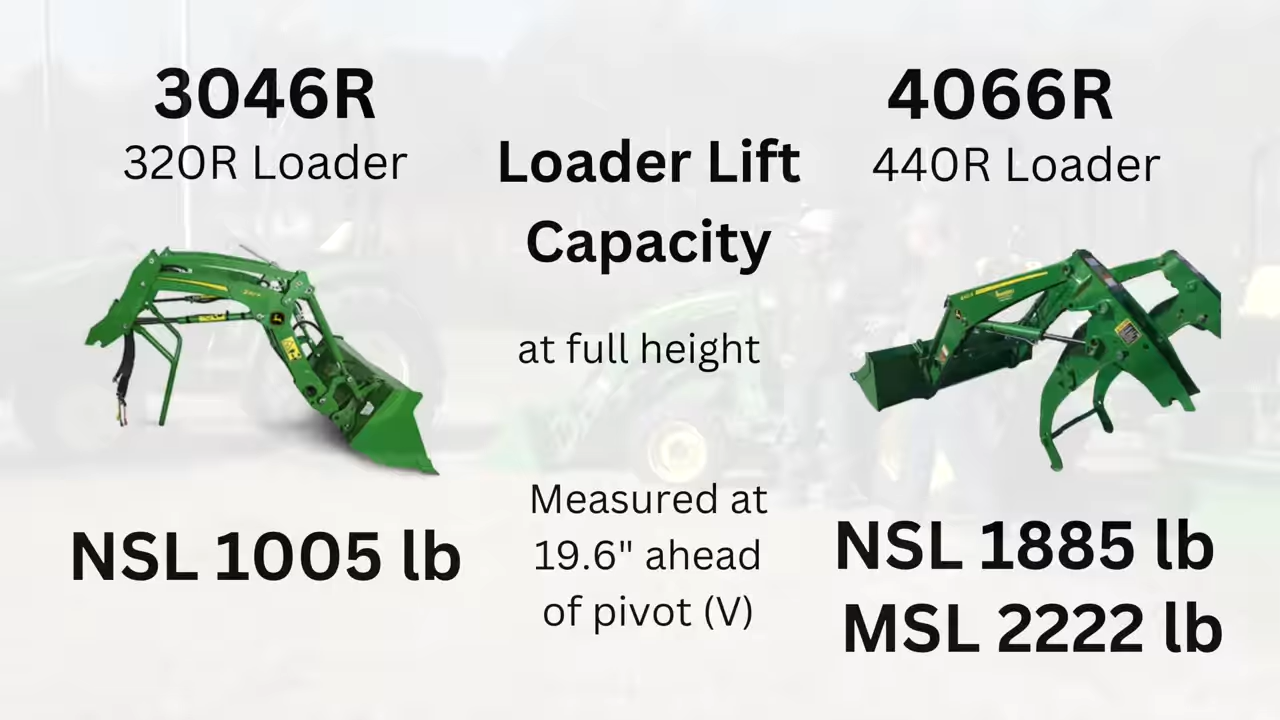 3046R
320R Loader
Loader Lift
Capacity
at full height
Measured at
19.6" ahead
of pivot (V)
4066R
440R Loader
NSL 1005 lb
NSL 1885 lb
MSL 2222 lb